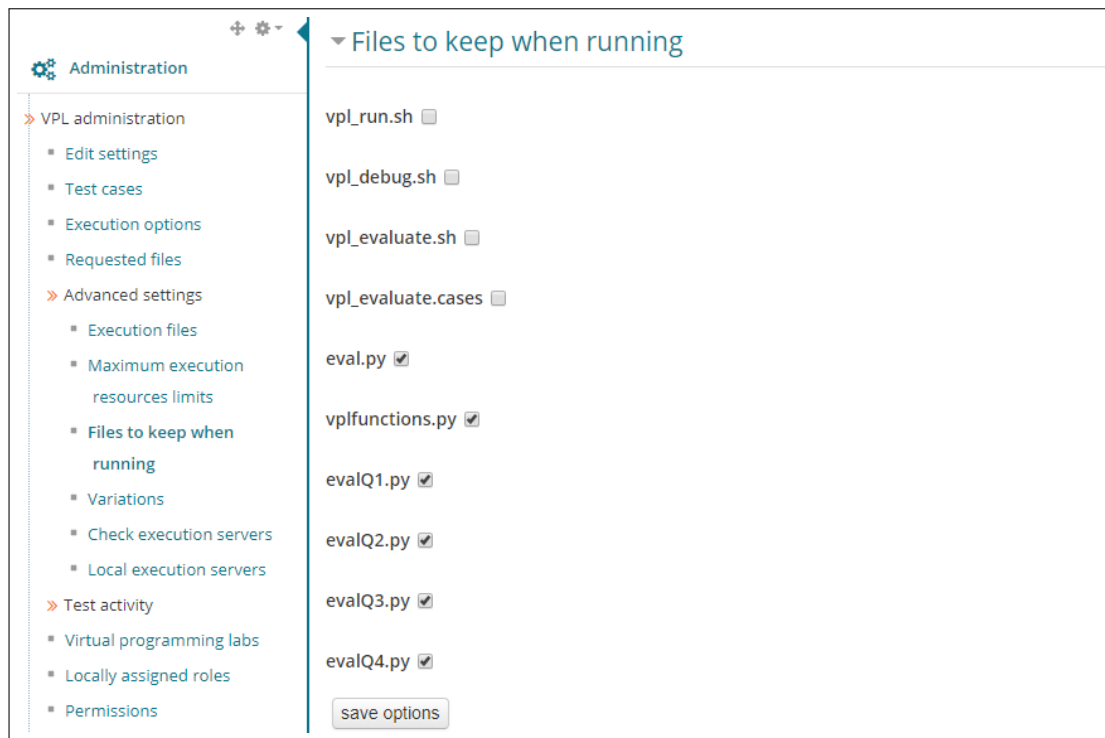 Administration
VPL administration
Edit settings
Test cases
Execution options
Requested files
Advanced settings
Execution files
Maximum execution
resources limits
Files to keep when
running
Variations
Check execution servers
Local execution servers
Test activity
Virtual programming labs
Locally assigned roles
Permissions
Files to keep when running
vpl_run.sh
vpl_debug.sh
vpl_evaluate.sh
vpl_evaluate.cases
eval.py
vplfunctions.py
evalQ1.py
evalQ2.py
evalQ3.py
evalQ4.py
save options